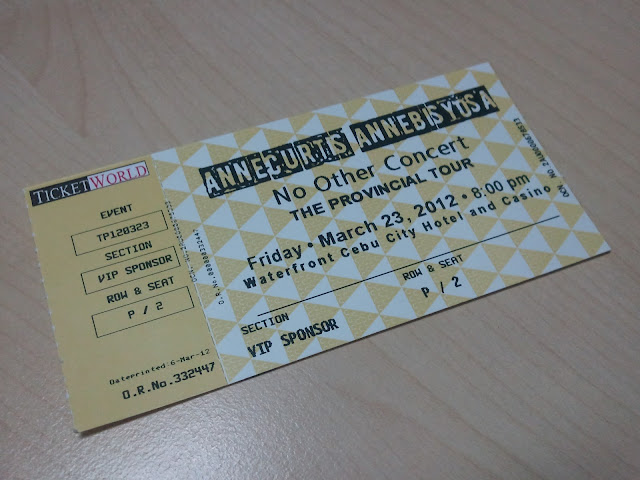 TICKETWORLD
EVENT
TP120323
SECTION
VIP SPONSOR
ROW & SEAT
P / 2
Dateprinted 6-Mar-12
O.R.No.332447
ANNECURTIS ANNEBISYOSA
No Other Concert
THE PROVINCIAL TOUR
Friday • March 23, 2012 • 8:00 pm
Waterfront Cebu City Hotel and Casino
SECTION
VIP SPONSOR
ROW & SEAT
P / 2